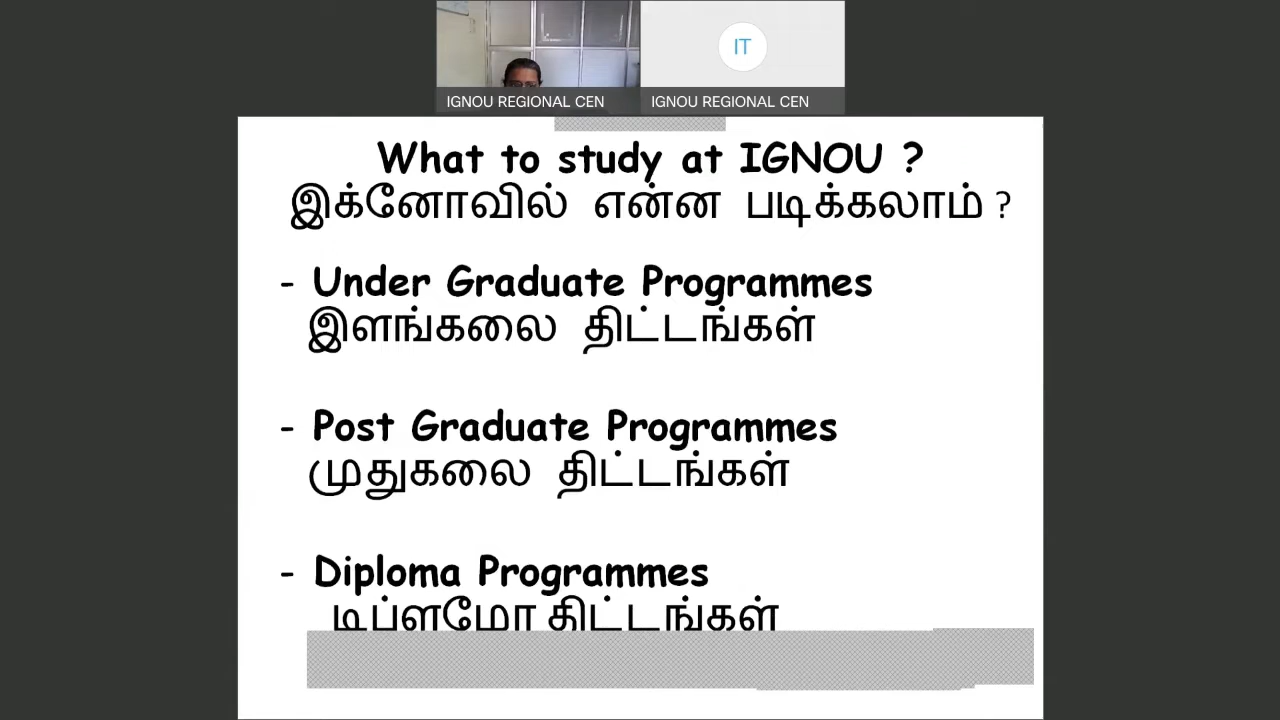 IGNOU REGIONAL CEN
IT
IGNOU REGIONAL CEN
What to study at IGNOU ?
இக்னோவில் என்ன படிக்கலாம் ?
- Under Graduate Programmes
இளங்கலை திட்டங்கள்
- Post Graduate Programmes
முதுகலை திட்டங்கள்
- Diploma Programmes
டிப்ளமோ திட்டங்கள்